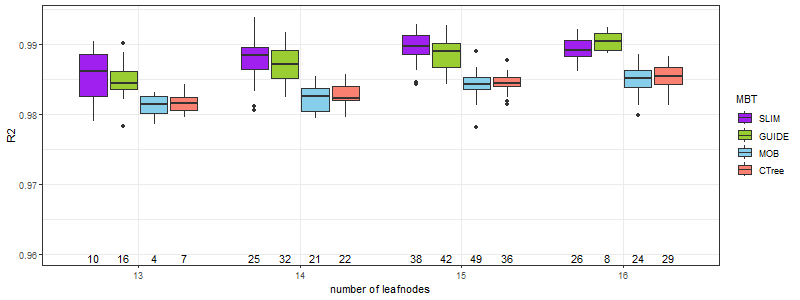 0.99
0.98
0.97
0.96
R2
10 16 4 7 25 32 21 22 38 42 49 36 26 8 24 29
13 14 15 16
number of leafnodes
MBT
SLIM
GUIDE
MOB
CTree